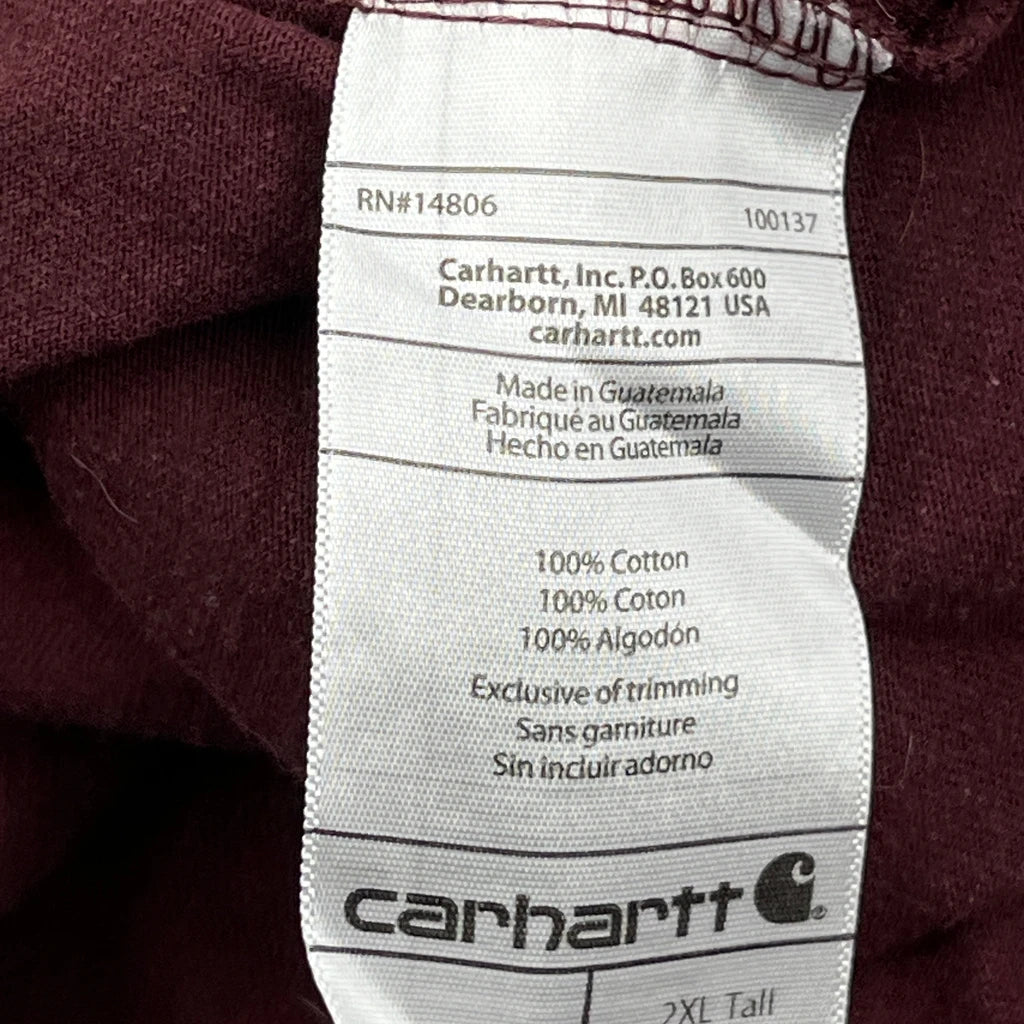 RN#14806 100137
Carhartt, Inc. P.O. Box 600
Dearborn, MI 48121 USA
carhartt.com
Made in Guatemala
Fabriqué au Guatemala
Hecho en Guatemala
100% Cotton
100% Coton
100% Algodón
Exclusive of trimming
Sans garniture
Sin incluir adorno
carhartt®
2XL Tall